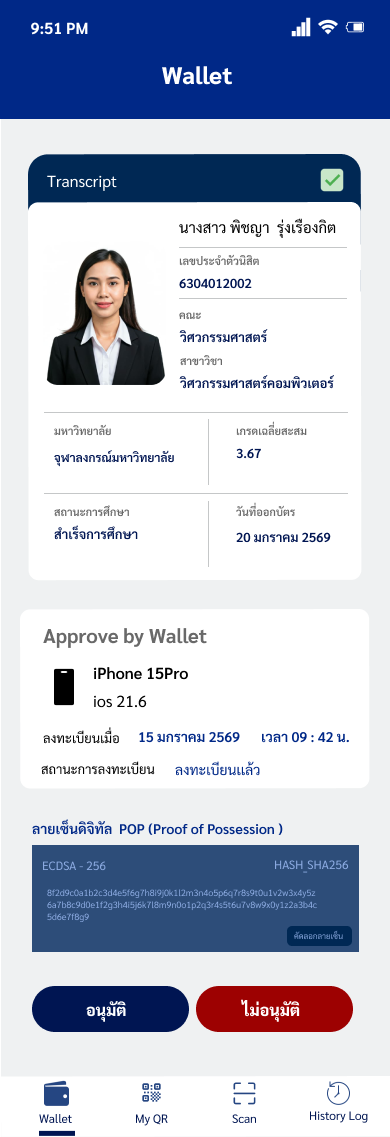 9:51 PM
Wallet
Transcript
นางสาว พิชญา รุ่งเรืองกิต
เลขประจำตัวนิสิต
6304012002
คณะ
วิศวกรรมศาสตร์
สาขาวิชา
วิศวกรรมศาสตร์คอมพิวเตอร์
มหาวิทยาลัย
จุฬาลงกรณ์มหาวิทยาลัย
เกรดเฉลี่ยสะสม
3.67
สถานะการศึกษา
สำเร็จการศึกษา
วันที่ออกบัตร
20 มกราคม 2569
Approve by Wallet
iPhone 15Pro
ios 21.6
ลงทะเบียนเมื่อ 15 มกราคม 2569 เวลา 09 : 42 น.
สถานะการลงทะเบียน ลงทะเบียนแล้ว
ลายเซ็นดิจิทัล POP (Proof of Possession )
ECDSA - 256 HASH_SHA256
8f2d9c0a1b2c3d4e5f6g7h8i9j0k1l2m3n4o5p6q7r8s9t0u1v2w3x4y5z
6a7b8c9d0e1f2g3h4i5j6k7l8m9n0o1p2q3r4s5t6u7v8w9x0y1z2a3b4c
5d6e7f8g9
คัดลอกลายเซ็น
อนุมัติ ไม่อนุมัติ
Wallet My QR Scan History Log